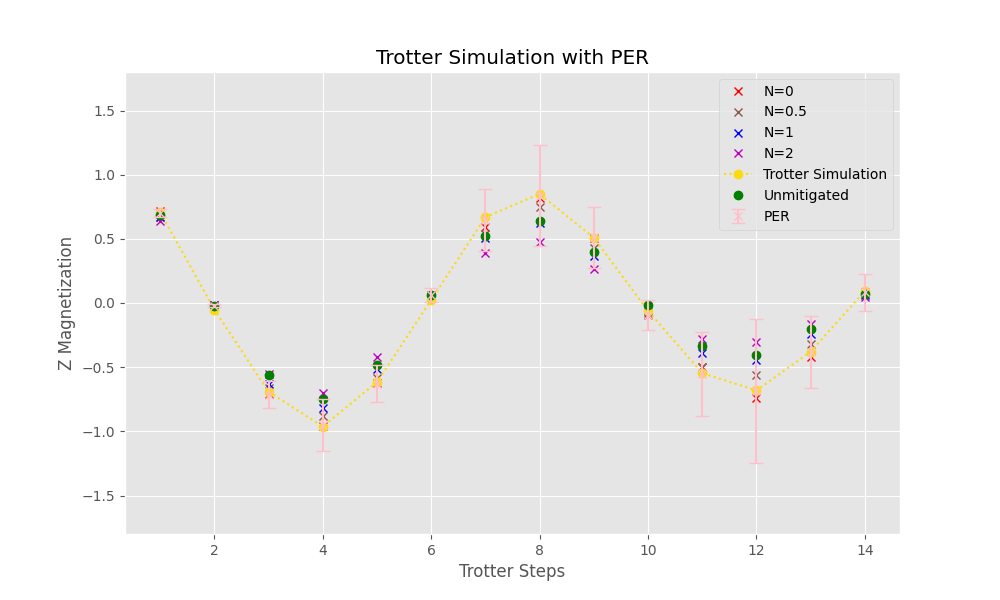 Trotter Simulation with PER
N=0
N=0.5
N=1
N=2
Trotter Simulation
Unmitigated
PER
Z Magnetization
1.5
1.0
0.5
0.0
−0.5
−1.0
−1.5
2 4 6 8 10 12 14
Trotter Steps